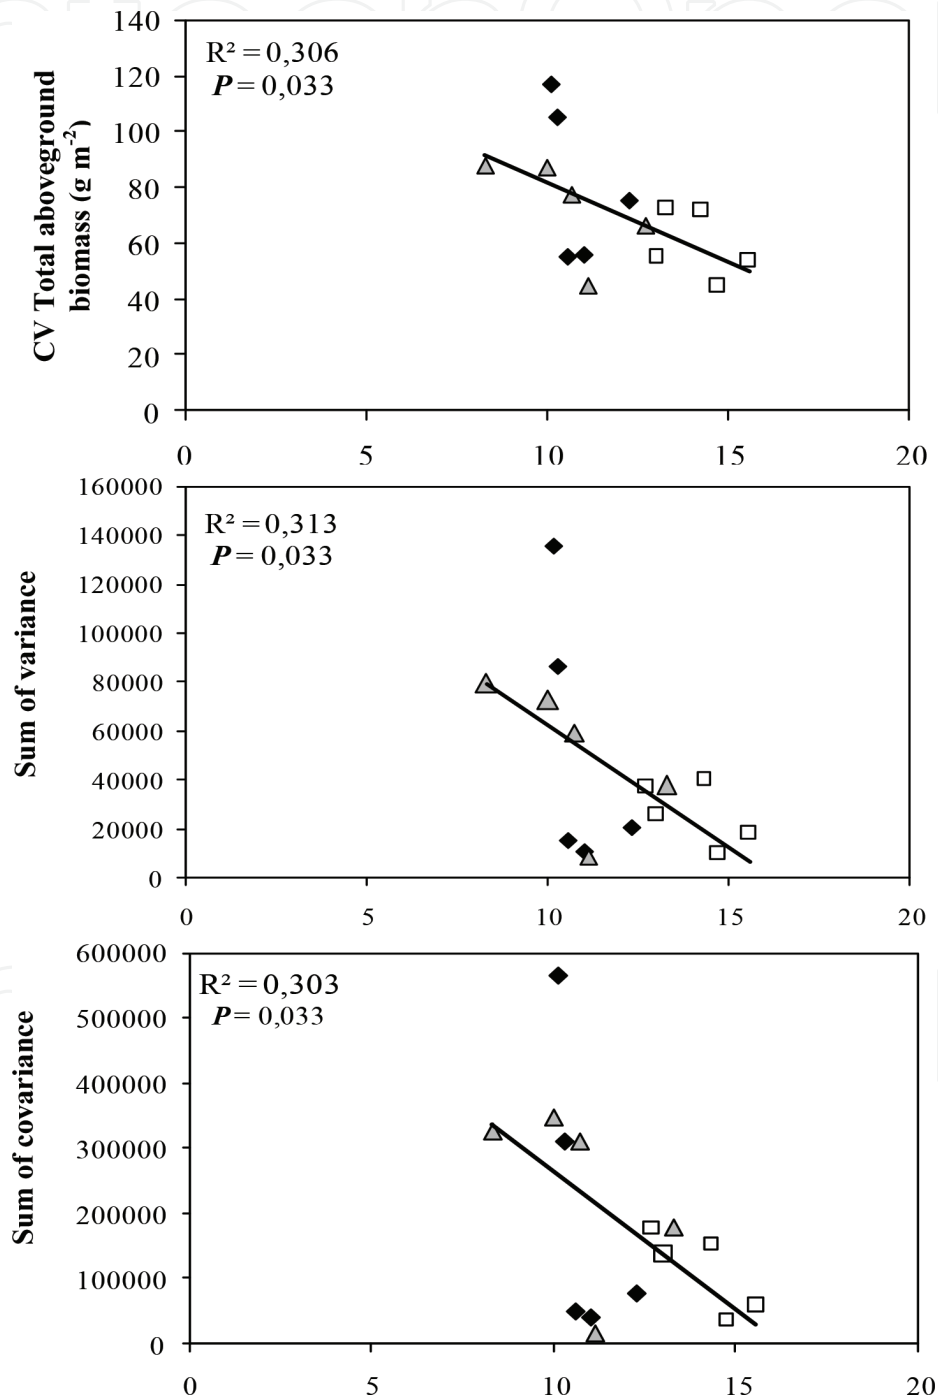 140
R² = 0,306
P = 0,033
120
100
80
60
40
20
0
CV Total aboveground
biomass (g m-2)
0 5 10 15 20
160000
R² = 0,313
P = 0,033
140000
120000
100000
80000
60000
40000
20000
0
Sum of variance
0 5 10 15 20
600000
R² = 0,303
P = 0,033
500000
400000
300000
200000
100000
0
Sum of covariance
0 5 10 15 20